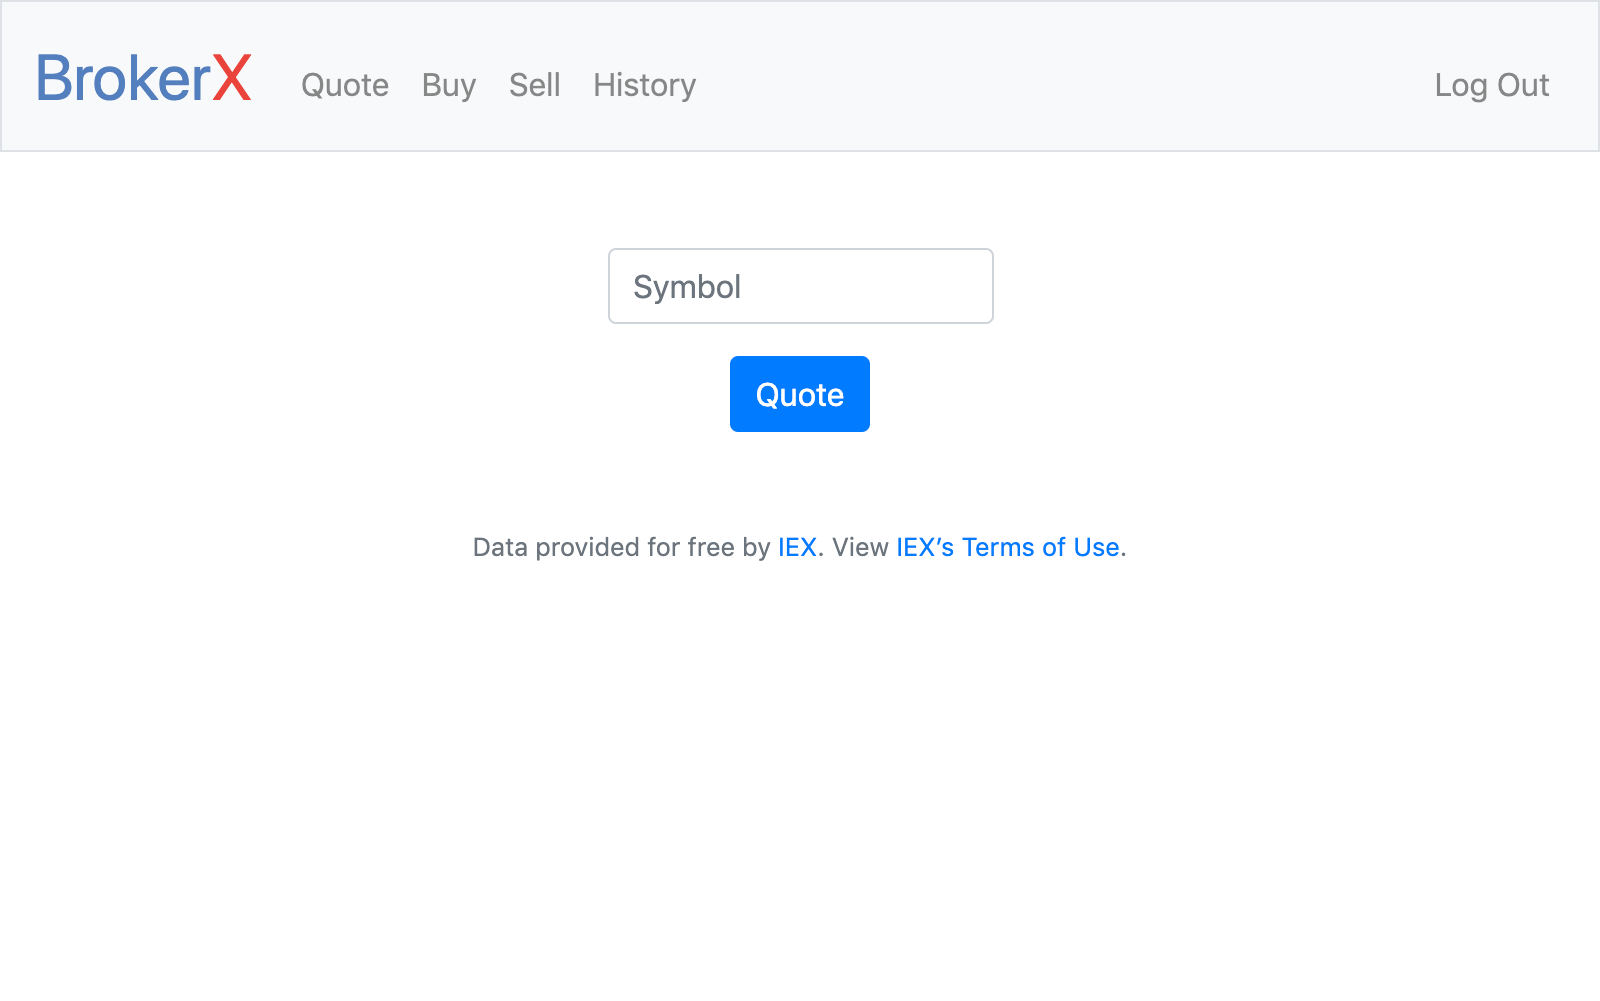 BrokerX Quote Buy Sell History Log Out
Symbol
Quote
Data provided for free by IEX. View IEX’s Terms of Use.